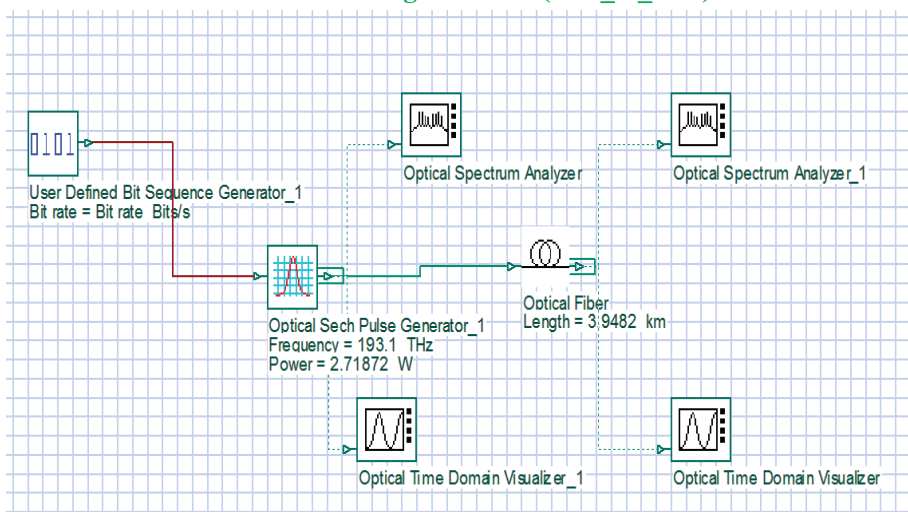 0101
User Defined Bit Sequence Generator_1
Bit rate = Bit rate Bits/s
Optical Spectrum Analyzer
Optical Spectrum Analyzer_1
Optical Sech Pulse Generator_1
Frequency = 193.1 THz
Power = 2.71872 W
Optical Fiber
Length = 3.9482 km
Optical Time Domain Visualizer_1
Optical Time Domain Visualizer